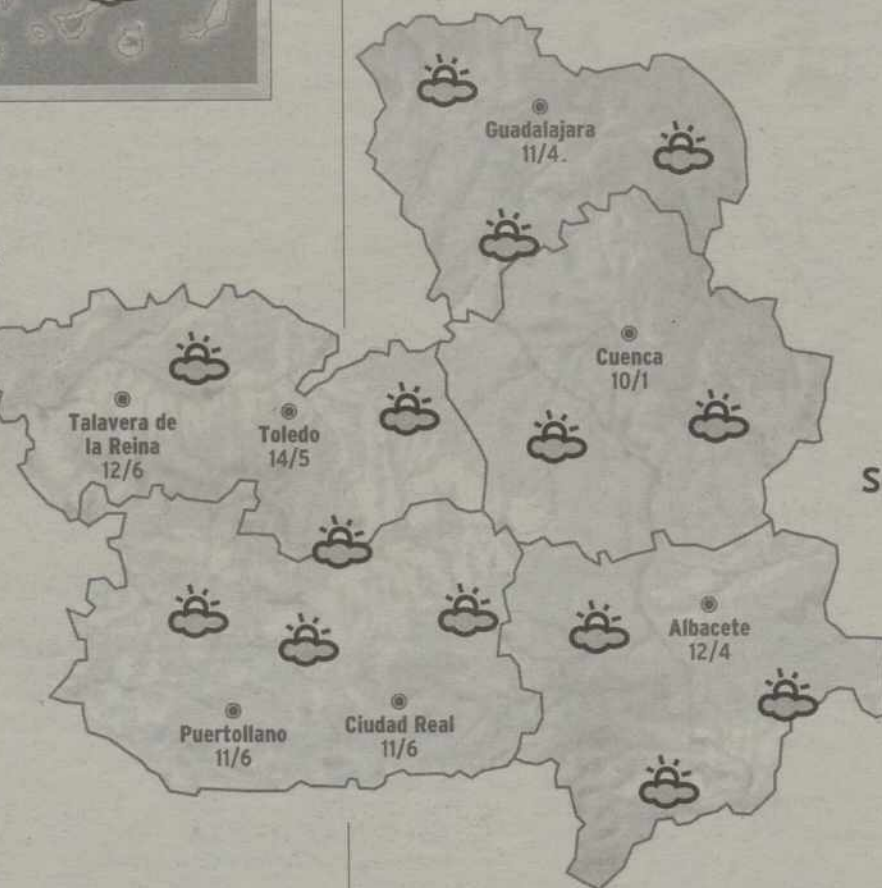 Guadalajara
11/4
Cuenca
10/1
Talavera de
la Reina
12/6
Toledo
14/5
S
Albacete
12/4
Puertollano
11/6
Ciudad Real
11/6